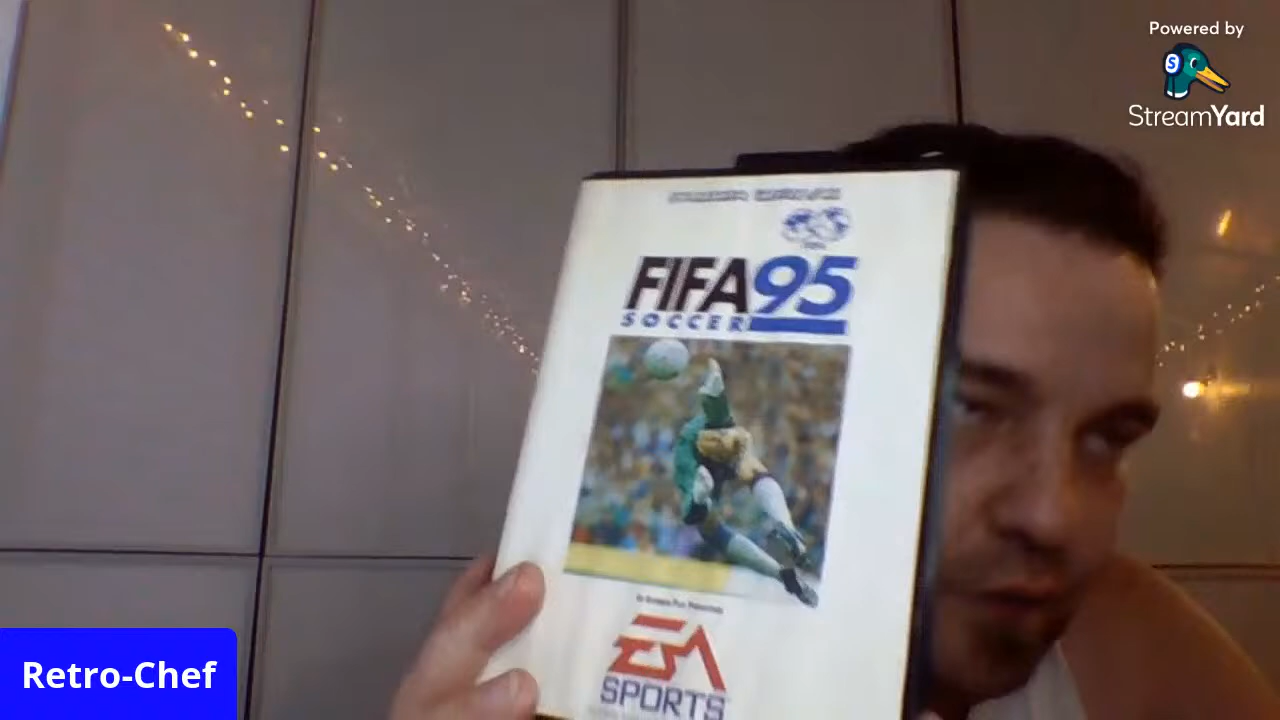 Powered by
StreamYard
FIFA 95
SOCCER
EA
SPORTS
Retro-Chef